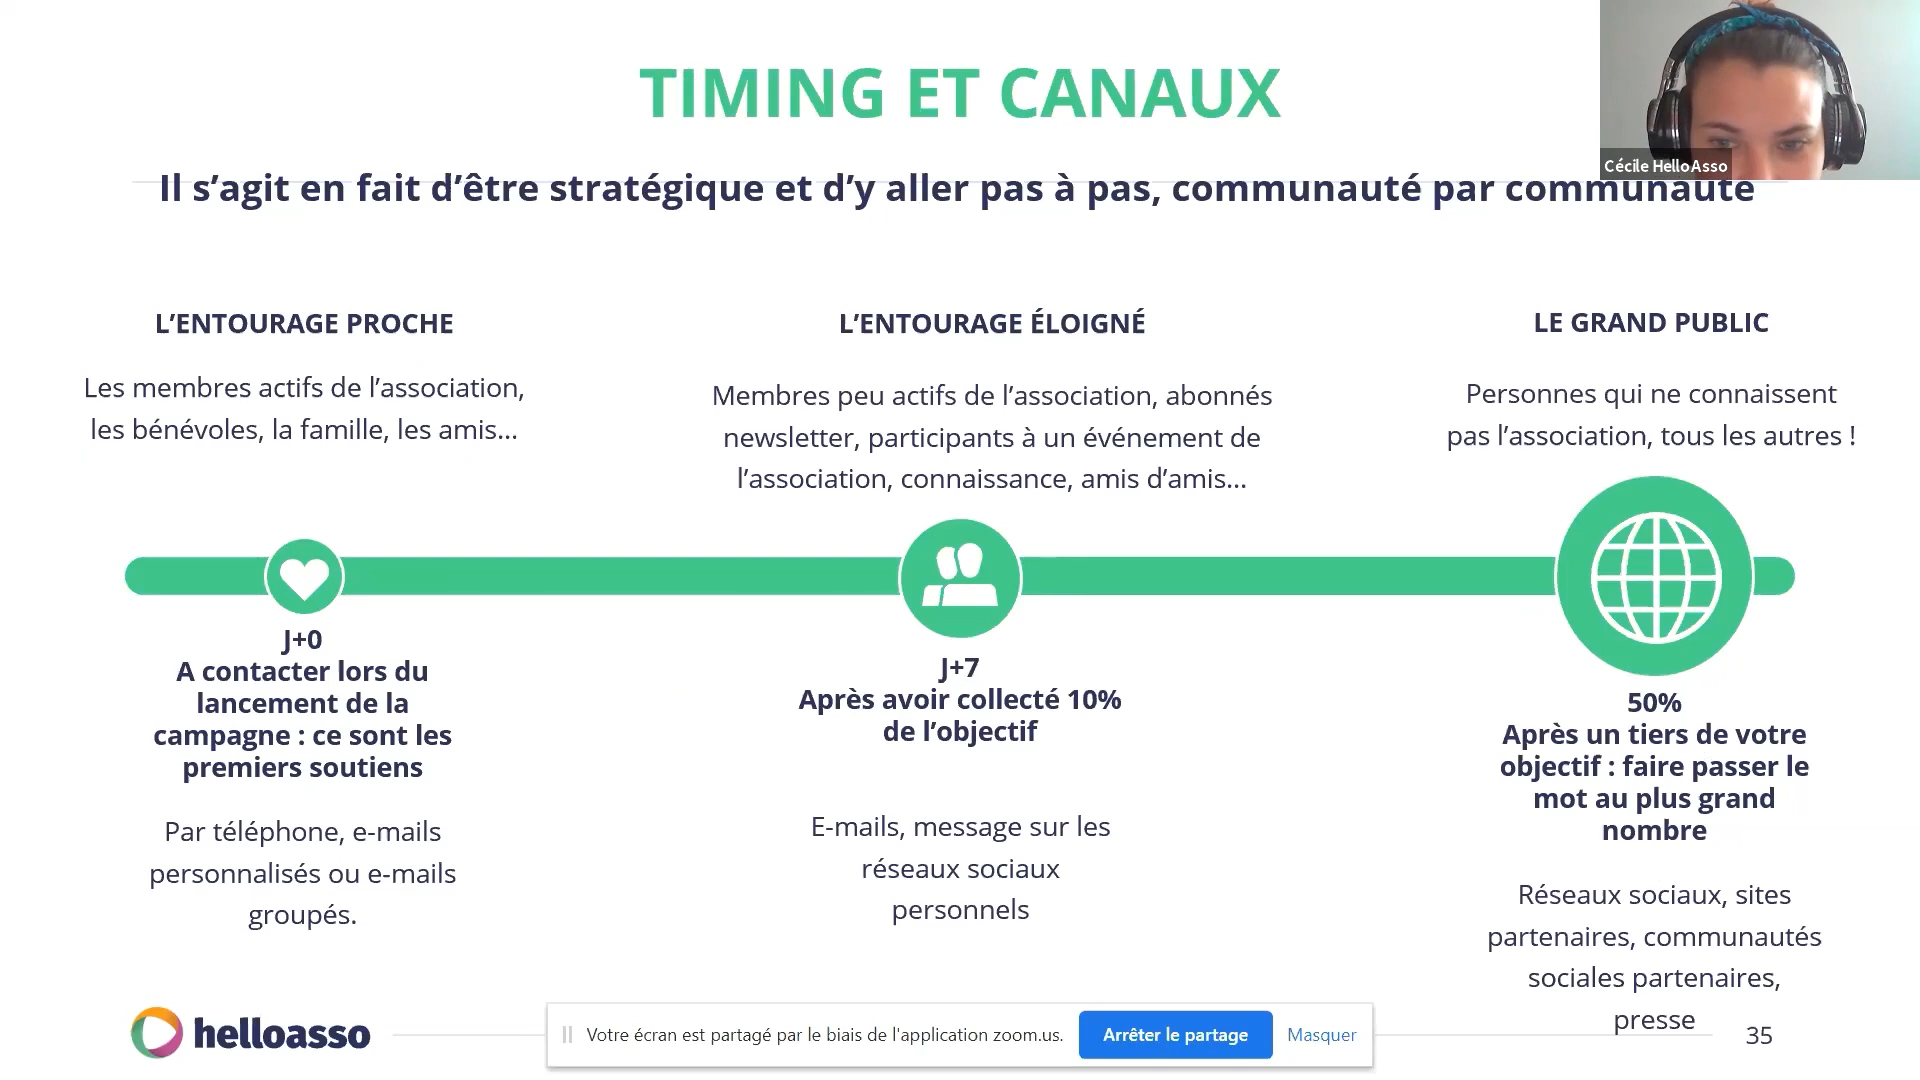 TIMING ET CANAUX
Cécile HelloAsso
Il s’agit en fait d’être stratégique et d’y aller pas à pas, communauté par communauté
L’ENTOURAGE PROCHE
Les membres actifs de l’association,
les bénévoles, la famille, les amis...
L’ENTOURAGE ÉLOIGNÉ
Membres peu actifs de l’association, abonnés
newsletter, participants à un événement de
l’association, connaissance, amis d’amis...
LE GRAND PUBLIC
Personnes qui ne connaissent
pas l’association, tous les autres !
J+0
A contacter lors du
lancement de la
campagne : ce sont les
premiers soutiens
Par téléphone, e-mails
personnalisés ou e-mails
groupés.
J+7
Après avoir collecté 10%
de l’objectif
E-mails, message sur les
réseaux sociaux
personnels
50%
Après un tiers de votre
objectif : faire passer le
mot au plus grand
nombre
Réseaux sociaux, sites
partenaires, communautés
sociales partenaires,
presse
helloasso
Votre écran est partagé par le biais de l'application zoom.us.
Arrêter le partage
Masquer
35